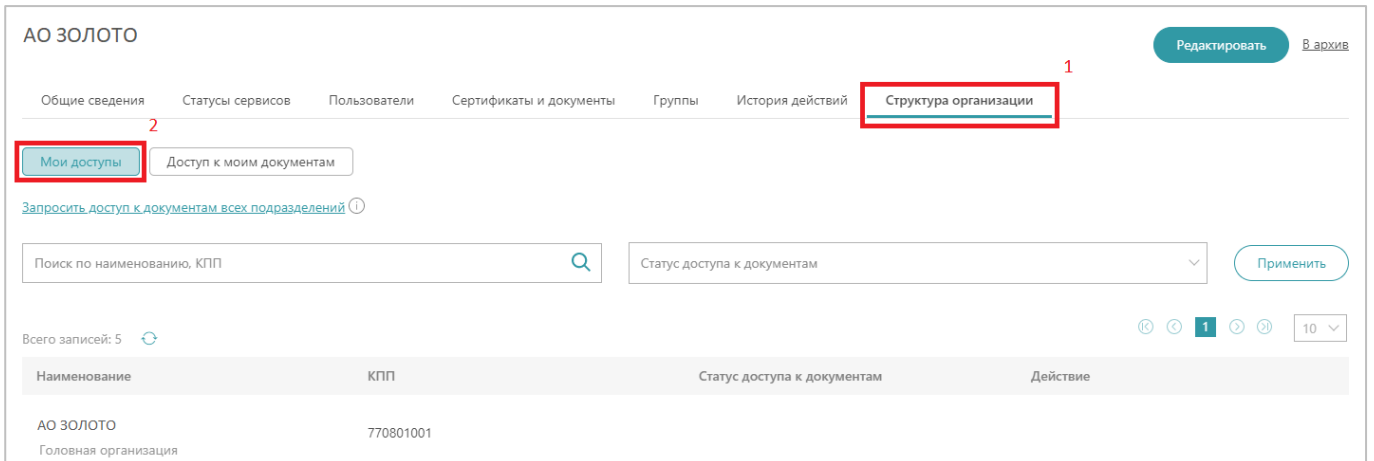 АО ЗОЛОТО
Редактировать В архив
1
Общие сведения Статусы сервисов Пользователи Сертификаты и документы Группы История действий Структура организации
2
Мои доступы Доступ к моим документам
Запросить доступ к документам всех подразделений
Поиск по наименованию, КПП Статус доступа к документам Применить
Всего записей: 5 1 10
Наименование КПП Статус доступа к документам Действие
АО ЗОЛОТО 770801001
Головная организация